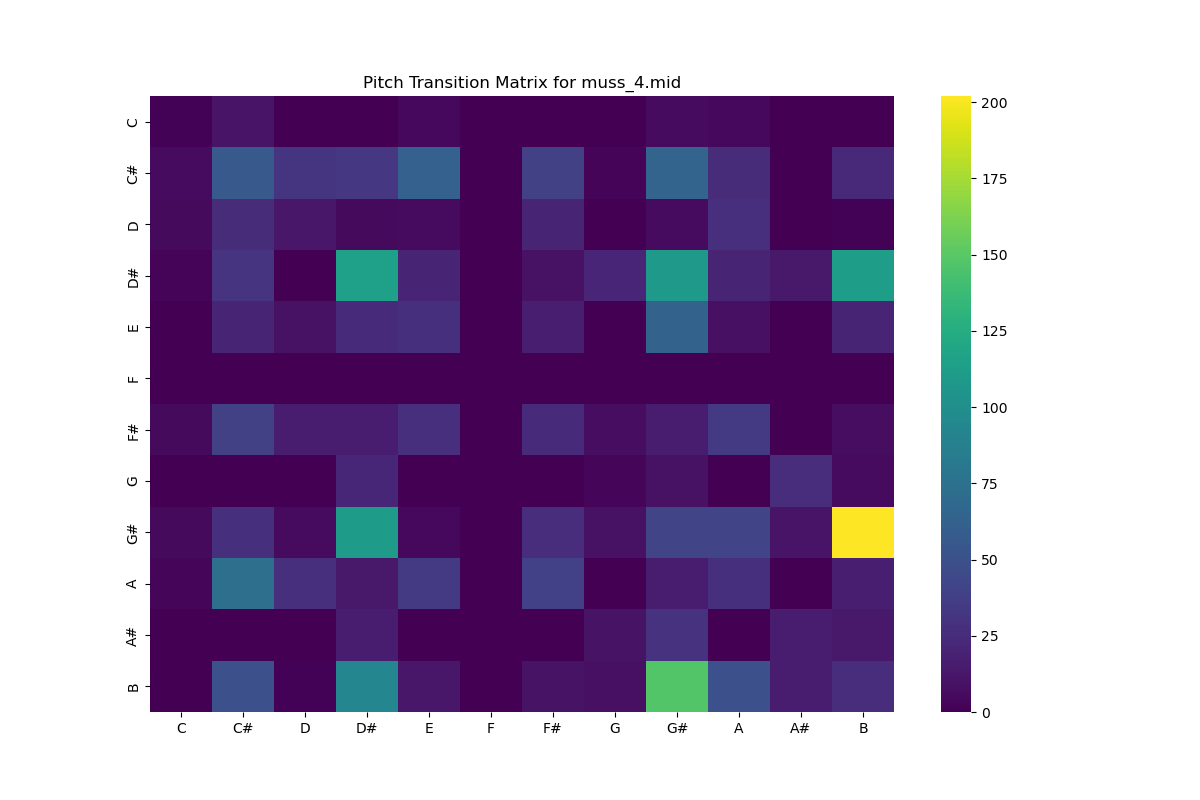 Pitch Transition Matrix for muss_4.mid
C
C#
D
D#
E
F
F#
G
G#
A
A#
B
C C# D D# E F F# G G# A A# B
200
175
150
125
100
75
50
25
0